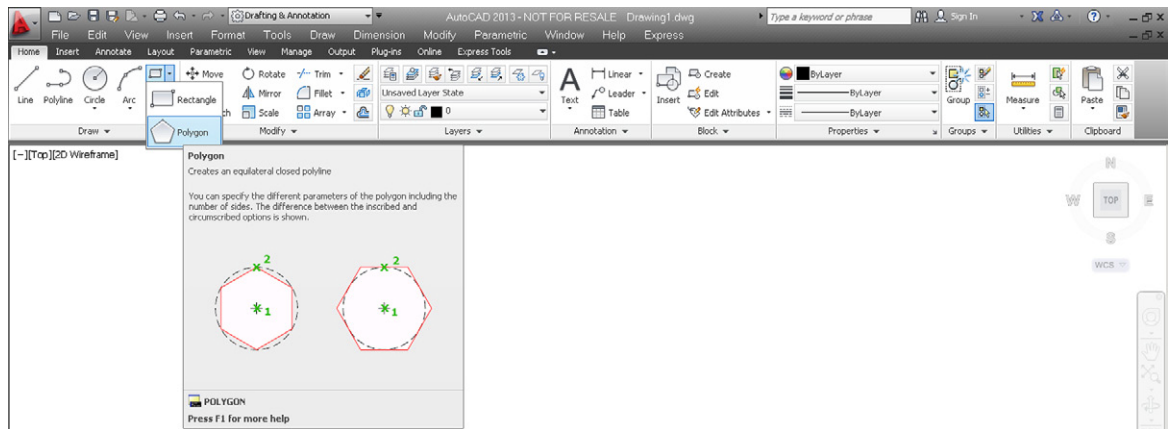 Drafting & Annotation AutoCAD 2013 - NOT FOR RESALE Drawing1.dwg Type a keyword or phrase Sign In
File Edit View Insert Format Tools Draw Dimension Modify Parametric Window Help Express
Home Insert Annotate Layout Parametric View Manage Output Plug-ins Online Express Tools
Line Polyline Circle Arc
Rectangle
Polygon
Move Rotate Trim
Mirror Fillet
ch Scale Array
Unsaved Layer State
0
Text
Linear
Leader
Table
Insert
Create
Edit
Edit Attributes
ByLayer
ByLayer
ByLayer
Group
Measure
Paste
Draw Modify Layers Annotation Block Properties Groups Utilities Clipboard
[-][Top][2D Wireframe]
Polygon
Creates an equilateral closed polyline
You can specify the different parameters of the polygon including the
number of sides. The difference between the inscribed and
circumscribed options is shown.
2 2
1 1
POLYGON
Press F1 for more help
N
W TOP E
S
WCS